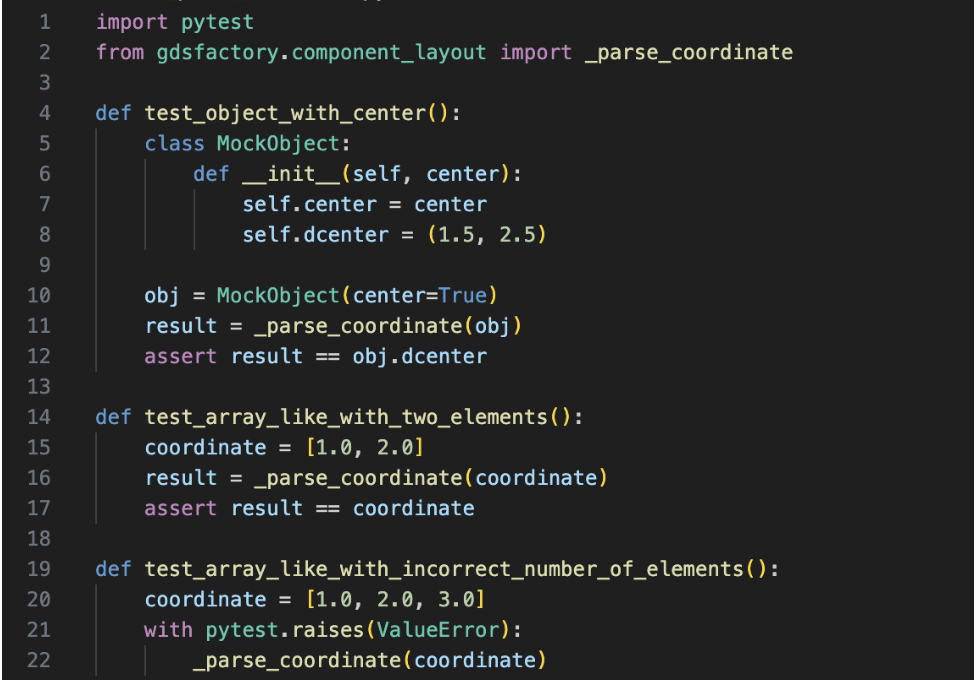 1 import pytest
2 from gdsfactory.component_layout import _parse_coordinate
3
4 def test_object_with_center():
5     class MockObject:
6         def __init__(self, center):
7             self.center = center
8             self.dcenter = (1.5, 2.5)
9
10     obj = MockObject(center=True)
11     result = _parse_coordinate(obj)
12     assert result == obj.dcenter
13
14 def test_array_like_with_two_elements():
15     coordinate = [1.0, 2.0]
16     result = _parse_coordinate(coordinate)
17     assert result == coordinate
18
19 def test_array_like_with_incorrect_number_of_elements():
20     coordinate = [1.0, 2.0, 3.0]
21     with pytest.raises(ValueError):
22         _parse_coordinate(coordinate)